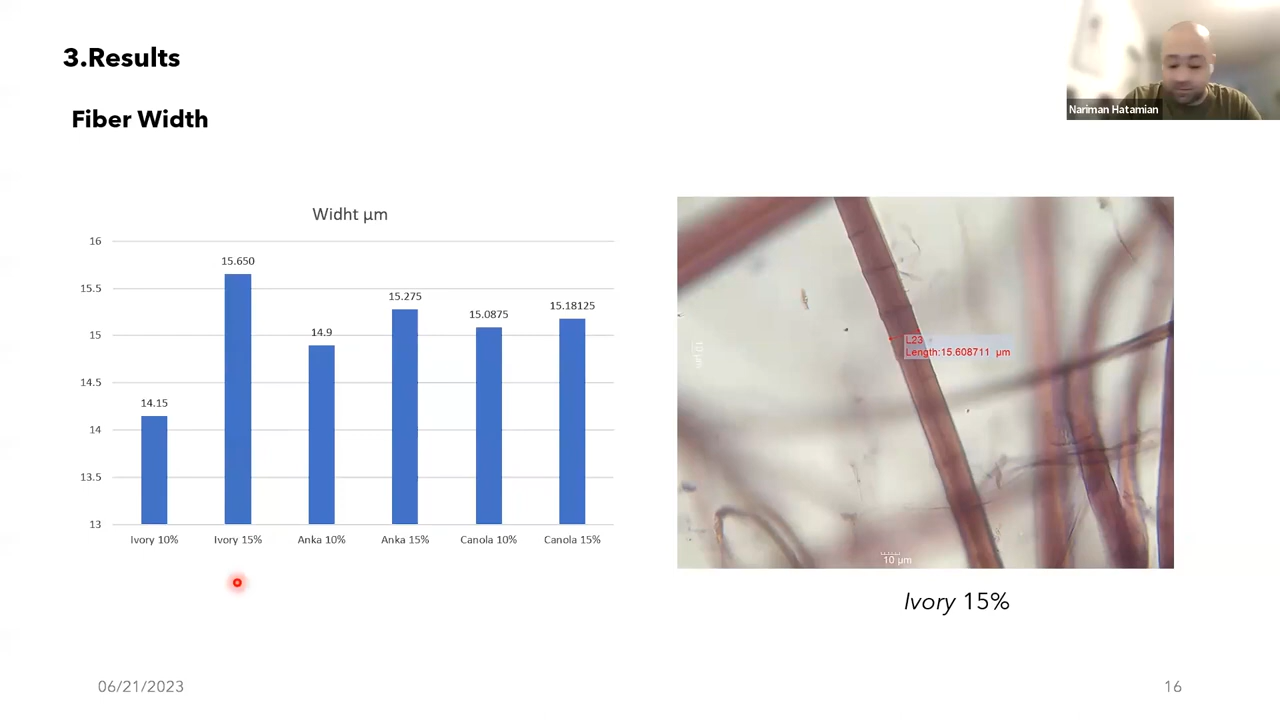 3.Results
Nariman Hatamian
Fiber Width
Widht µm
16
15.5
15
14.5
14
13.5
13
14.15
15.650
14.9
15.275
15.0875
15.18125
Ivory 10%
Ivory 15%
Anka 10%
Anka 15%
Canola 10%
Canola 15%
L23
Length:15.608711 µm
10 µm
Ivory 15%
06/21/2023
16